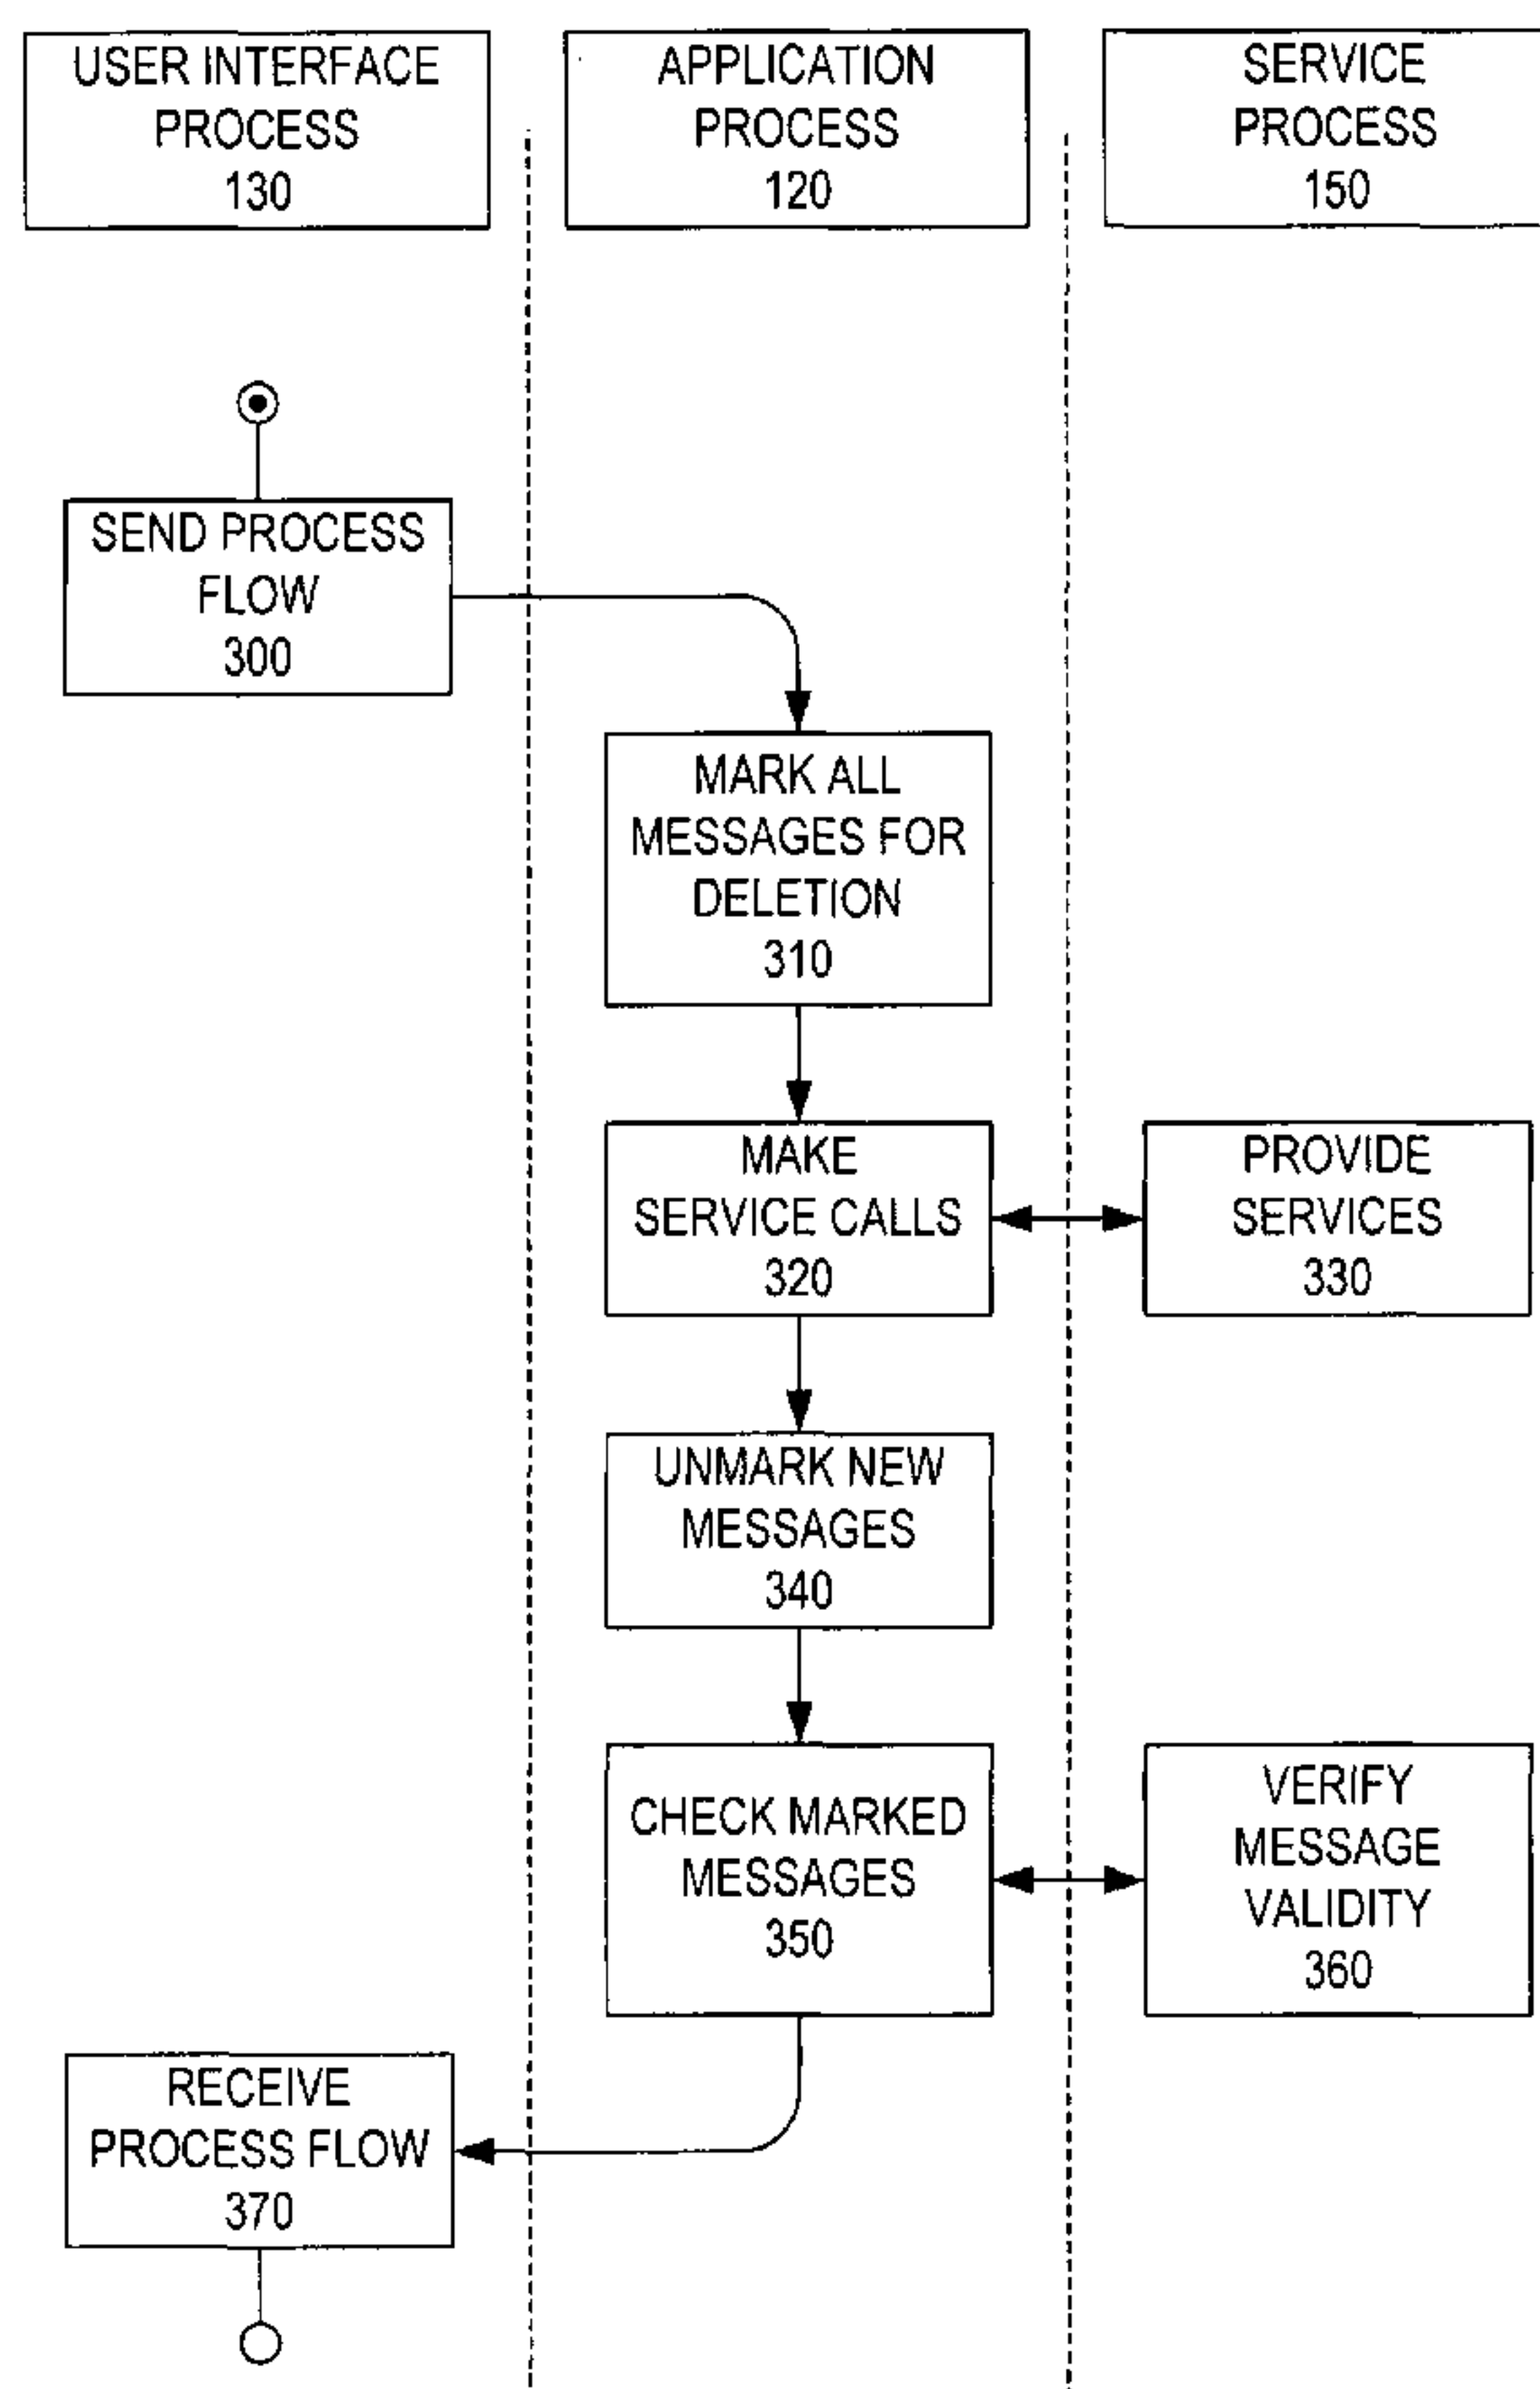 USER INTERFACE
PROCESS
130
APPLICATION
PROCESS
120
SERVICE
PROCESS
150
SEND PROCESS
FLOW
300
MARK ALL
MESSAGES FOR
DELETION
310
MAKE
SERVICE CALLS
320
PROVIDE
SERVICES
330
UNMARK NEW
MESSAGES
340
CHECK MARKED
MESSAGES
350
VERIFY
MESSAGE
VALIDITY
360
RECEIVE
PROCESS FLOW
370